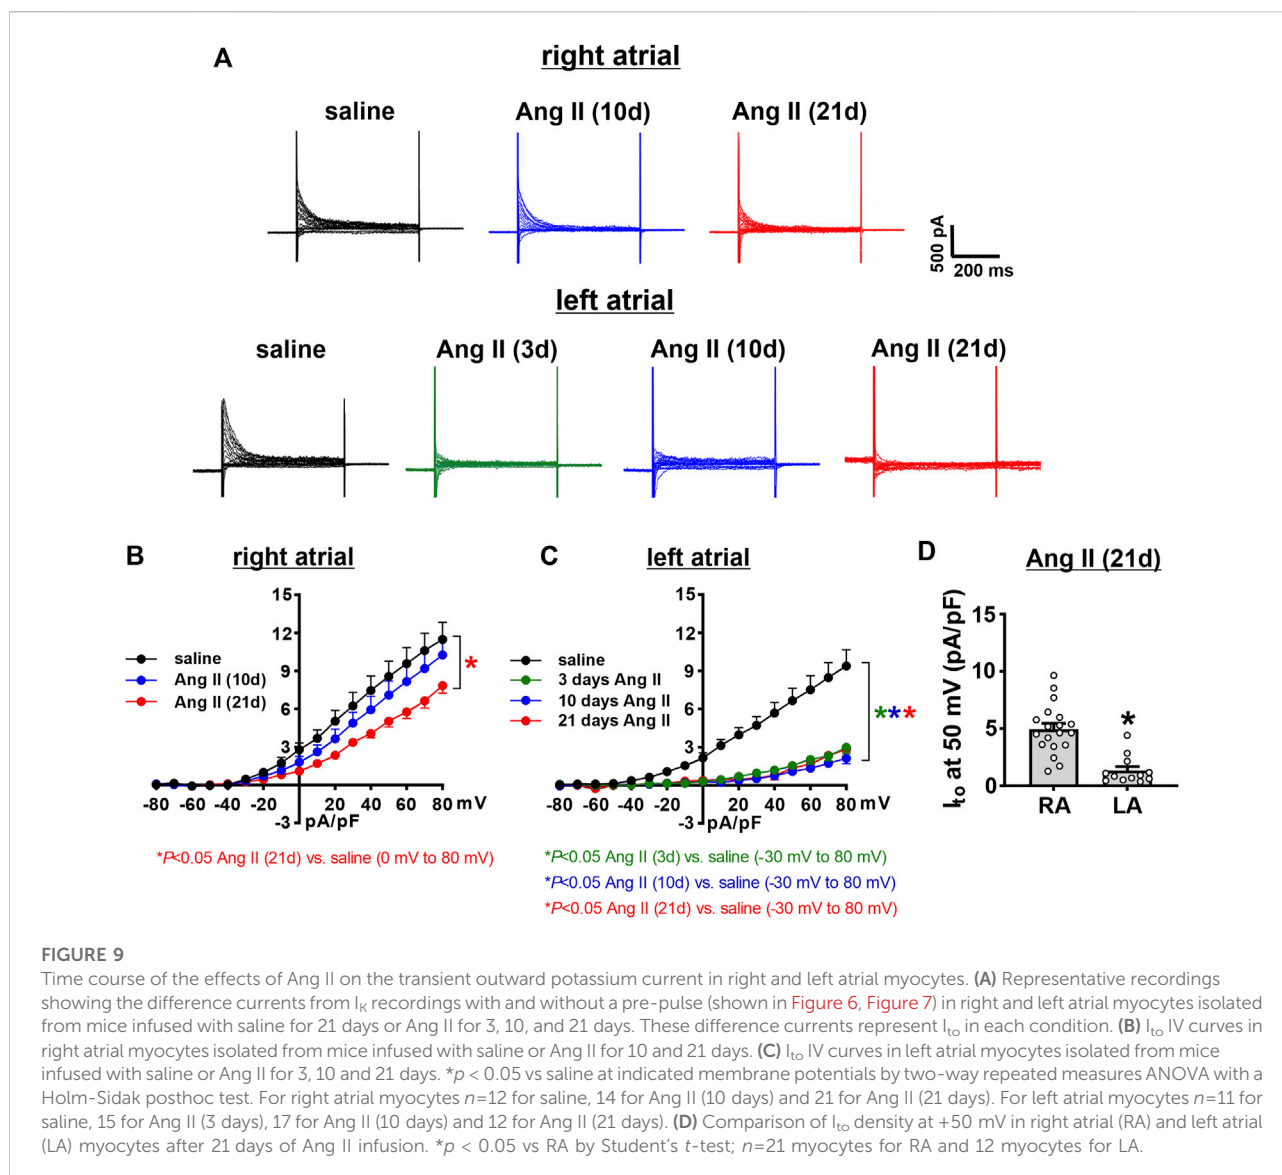 A
right atrial
saline
Ang II (10d)
Ang II (21d)
500 pA
200 ms
left atrial
saline
Ang II (3d)
Ang II (10d)
Ang II (21d)
B
right atrial
15
12
9
6
3
-3
saline
Ang II (10d)
Ang II (21d)
*
-80 -60 -40 -20 20 40 60 80 mV
pA/pF
*P<0.05 Ang II (21d) vs. saline (0 mV to 80 mV)
C
left atrial
15
12
9
6
3
-3
saline
3 days Ang II
10 days Ang II
21 days Ang II
***
-80 -60 -40 -20 20 40 60 80 mV
pA/pF
*P<0.05 Ang II (3d) vs. saline (-30 mV to 80 mV)
*P<0.05 Ang II (10d) vs. saline (-30 mV to 80 mV)
*P<0.05 Ang II (21d) vs. saline (-30 mV to 80 mV)
D
Ang II (21d)
Ito at 50 mV (pA/pF)
15
10
5
0
*
RA LA
FIGURE 9
Time course of the effects of Ang II on the transient outward potassium current in right and left atrial myocytes. (A) Representative recordings
showing the difference currents from IK recordings with and without a pre-pulse (shown in Figure 6, Figure 7) in right and left atrial myocytes isolated
from mice infused with saline for 21 days or Ang II for 3, 10, and 21 days. These difference currents represent Ito in each condition. (B) Ito IV curves in
right atrial myocytes isolated from mice infused with saline or Ang II for 10 and 21 days. (C) Ito IV curves in left atrial myocytes isolated from mice
infused with saline or Ang II for 3, 10 and 21 days. *p < 0.05 vs saline at indicated membrane potentials by two-way repeated measures ANOVA with a
Holm-Sidak posthoc test. For right atrial myocytes n=12 for saline, 14 for Ang II (10 days) and 21 for Ang II (21 days). For left atrial myocytes n=11 for
saline, 15 for Ang II (3 days), 17 for Ang II (10 days) and 12 for Ang II (21 days). (D) Comparison of Ito density at +50 mV in right atrial (RA) and left atrial
(LA) myocytes after 21 days of Ang II infusion. *p < 0.05 vs RA by Student's t-test; n=21 myocytes for RA and 12 myocytes for LA.